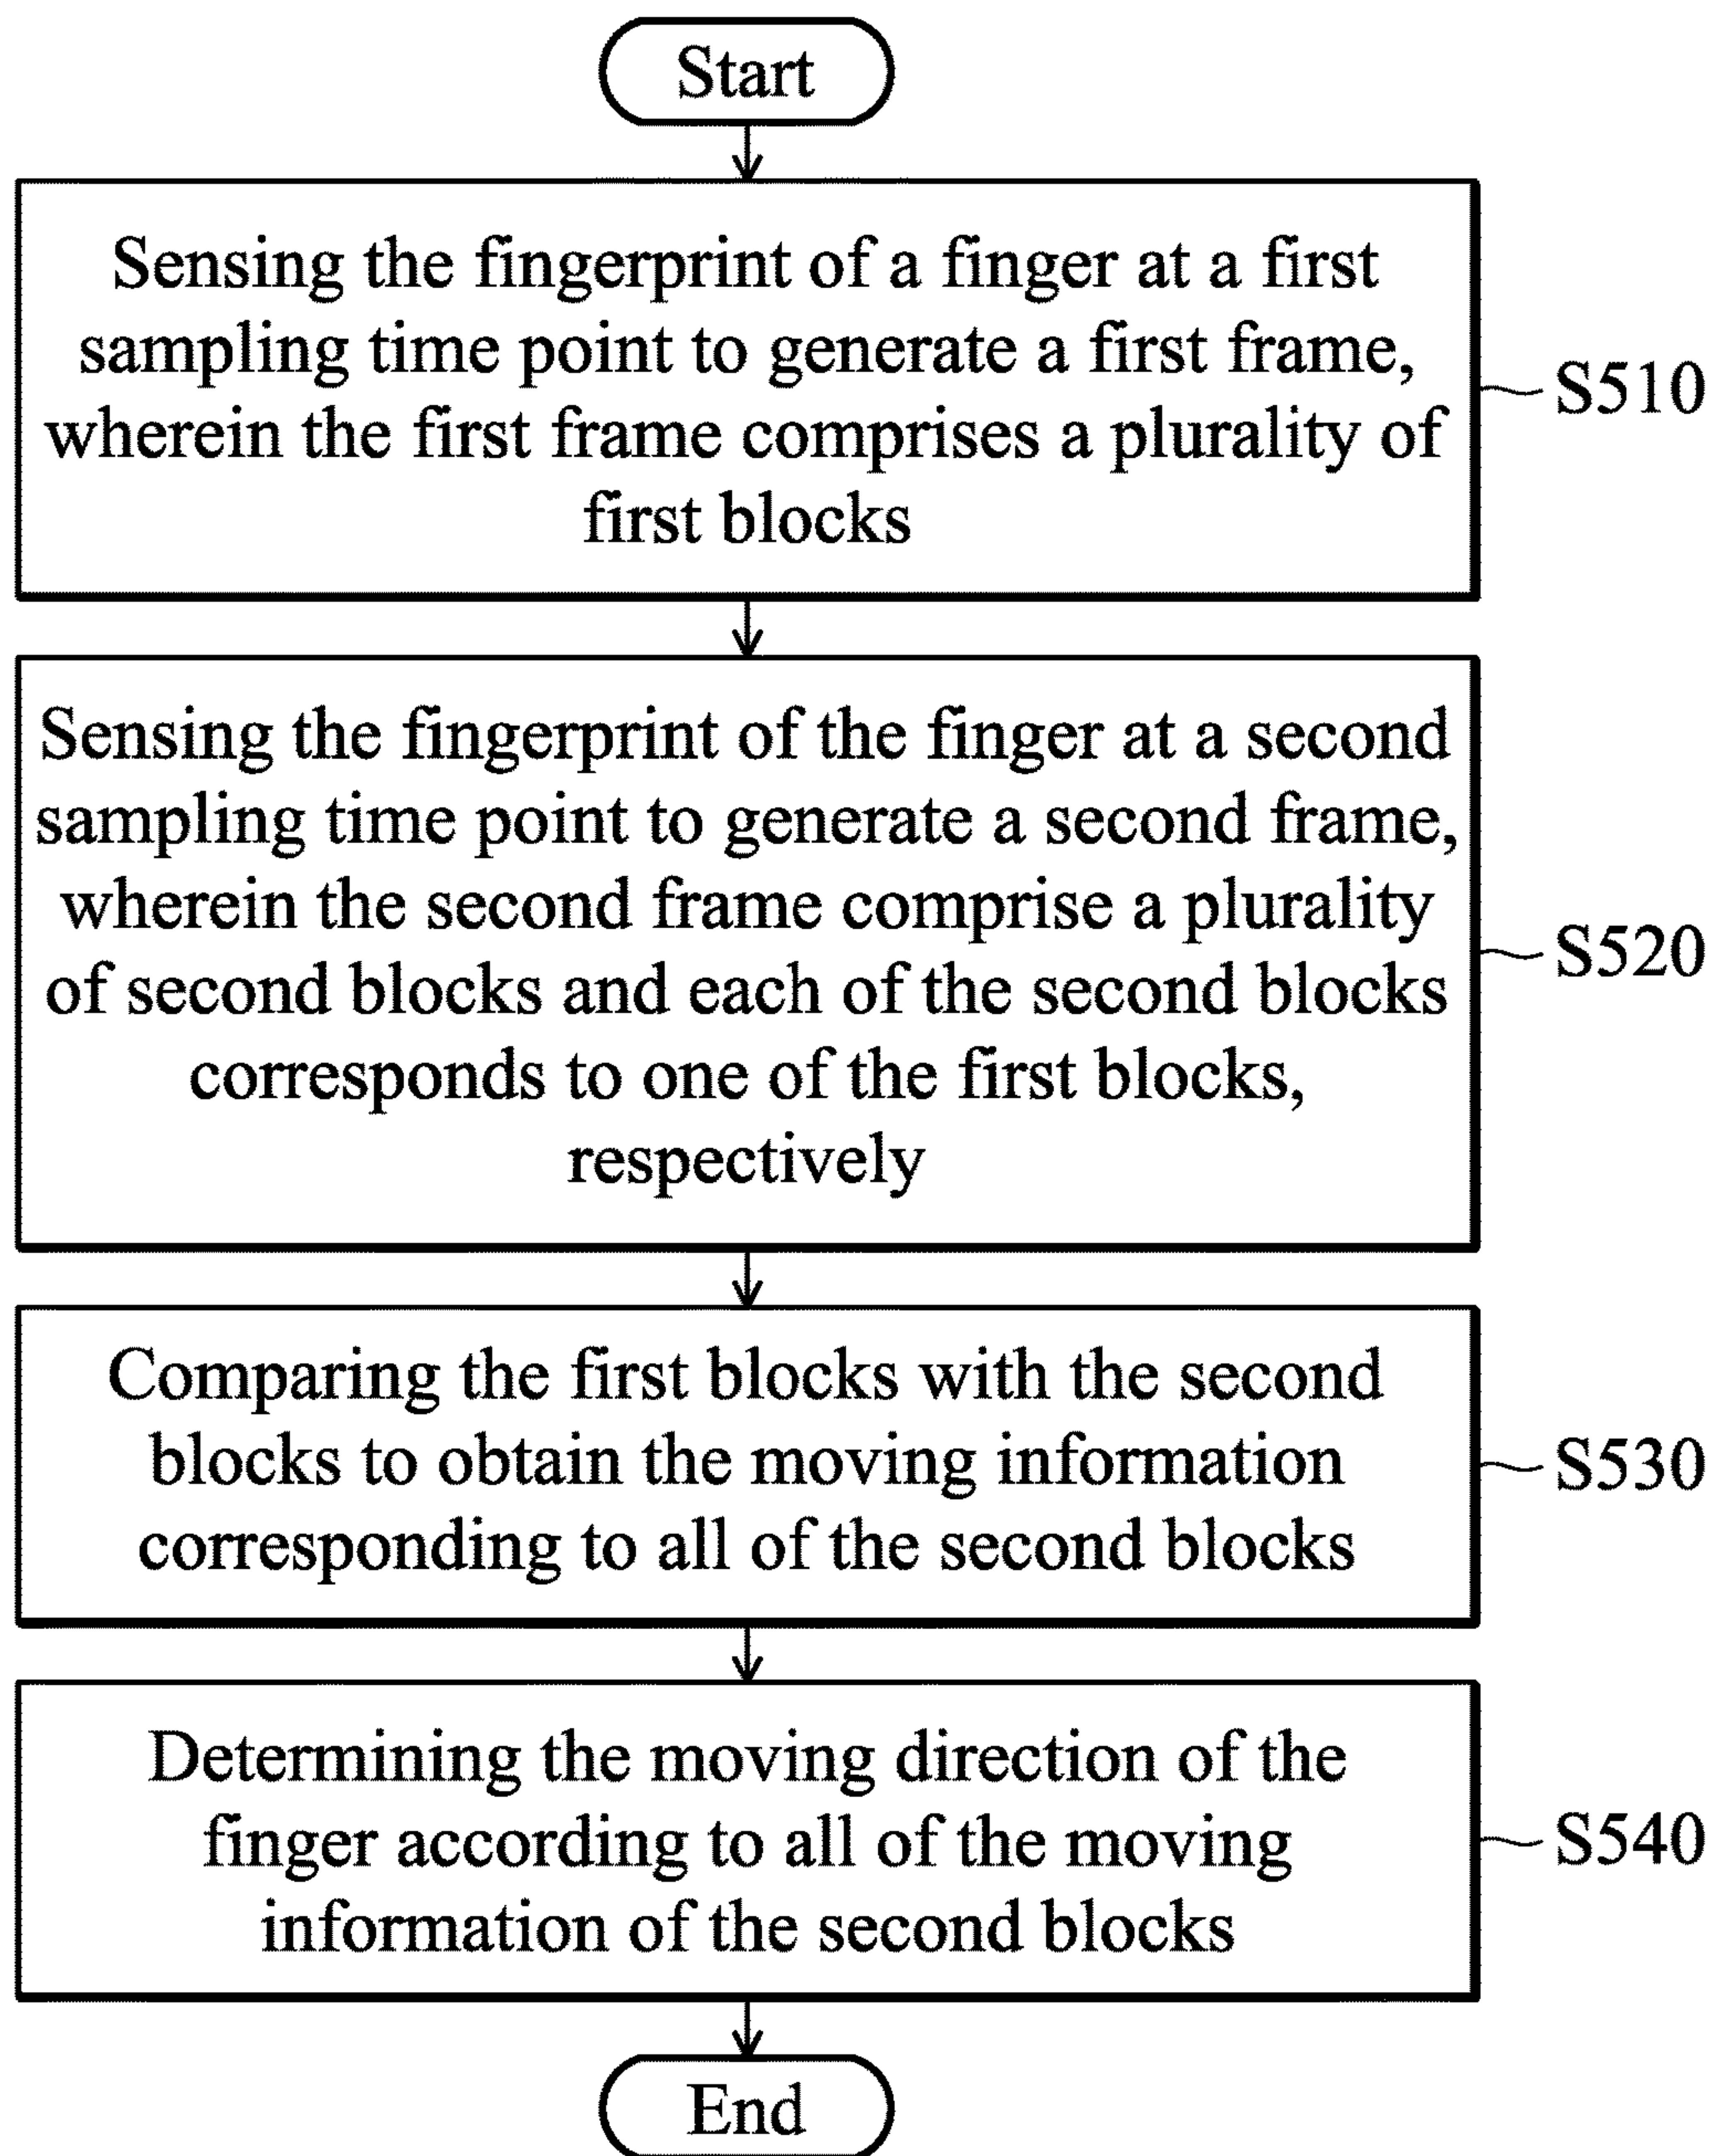 Start
Sensing the fingerprint of a finger at a first
sampling time point to generate a first frame,
wherein the first frame comprises a plurality of
first blocks
S510
Sensing the fingerprint of the finger at a second
sampling time point to generate a second frame,
wherein the second frame comprise a plurality
of second blocks and each of the second blocks
corresponds to one of the first blocks,
respectively
S520
Comparing the first blocks with the second
blocks to obtain the moving information
corresponding to all of the second blocks
S530
Determining the moving direction of the
finger according to all of the moving
information of the second blocks
S540
End